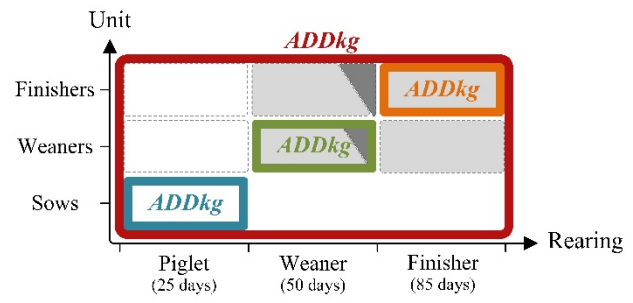 Unit
ADDkg
Finishers
ADDkg
Weaners
ADDkg
Sows
ADDkg
Rearing
Piglet
(25 days)
Weaner
(50 days)
Finisher
(85 days)